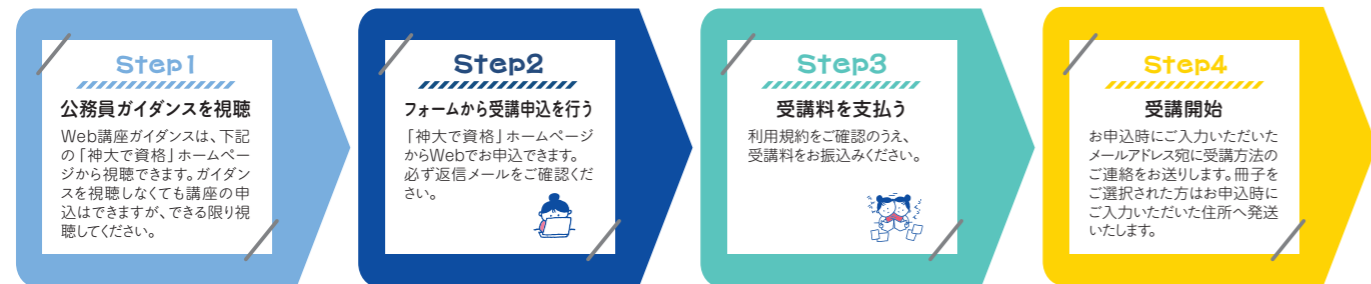 Step1
公務員ガイダンスを視聴
Web講座ガイダンスは、下記
の「神大で資格」ホームペー
ジから視聴できます。ガイダン
スを視聴しなくても講座の申
込はできますが、できる限り視
聴してください。
Step2
フォームから受講申込を行う
「神大で資格」ホームページ
からWebでお申込できます。
必ず返信メールをご確認くだ
さい。
Step3
受講料を支払う
利用規約をご確認のうえ、
受講料をお振込みください。
Step4
受講開始
お申込時にご入力いただいた
メールアドレス宛に受講方法の
ご連絡をお送りします。冊子を
ご選択された方はお申込時に
ご入力いただいた住所へ発送
いたします。